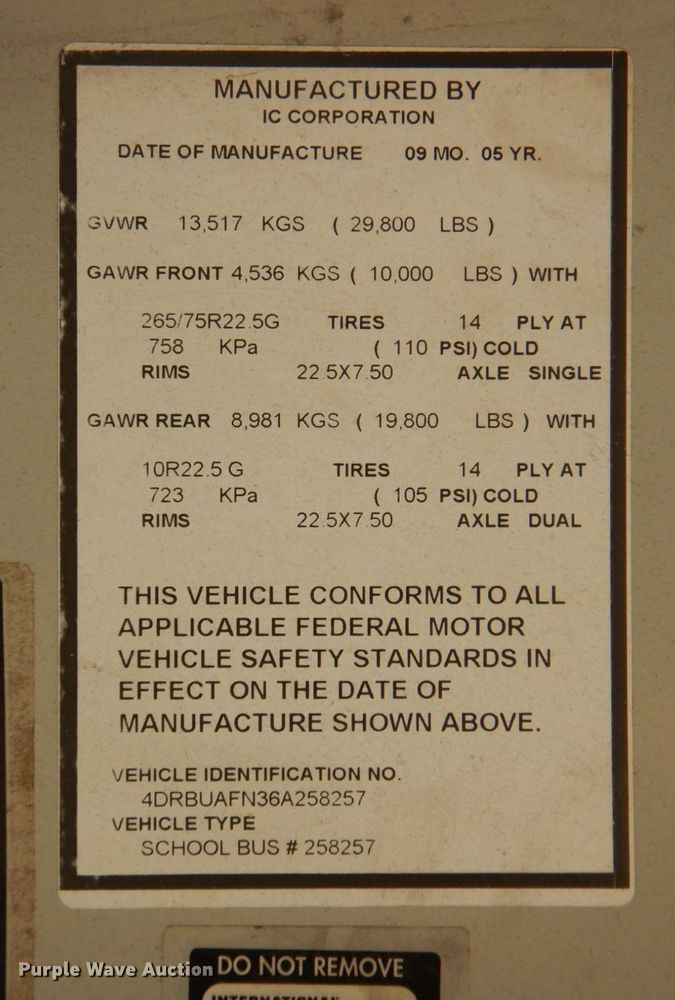 MANUFACTURED BY
IC CORPORATION
DATE OF MANUFACTURE 09 MO. 05 YR.
GVWR 13,517 KGS ( 29,800 LBS )
GAWR FRONT 4,536 KGS ( 10,000 LBS ) WITH
265/75R22.5G TIRES 14 PLY AT
758 KPa ( 110 PSI) COLD
RIMS 22.5X7.50 AXLE SINGLE
GAWR REAR 8,981 KGS ( 19,800 LBS ) WITH
10R22.5 G TIRES 14 PLY AT
723 KPa ( 105 PSI) COLD
RIMS 22.5X7.50 AXLE DUAL
THIS VEHICLE CONFORMS TO ALL
APPLICABLE FEDERAL MOTOR
VEHICLE SAFETY STANDARDS IN
EFFECT ON THE DATE OF
MANUFACTURE SHOWN ABOVE.
VEHICLE IDENTIFICATION NO.
4DRBUAFN36A258257
VEHICLE TYPE
SCHOOL BUS # 258257
Purple Wave Auction
DO NOT REMOVE
INTERNATIONAL